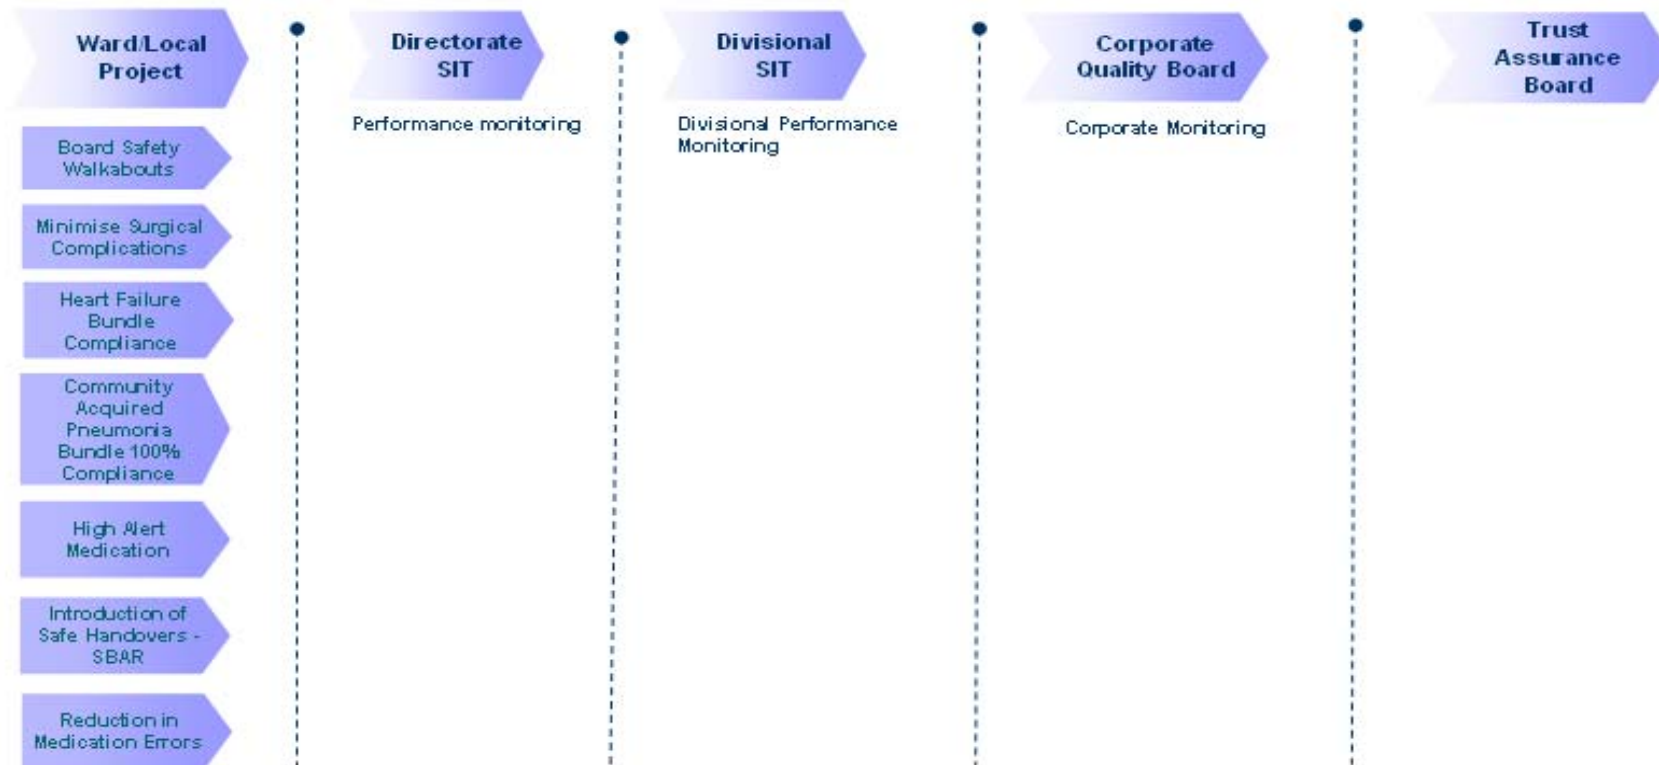 Ward/Local
Project
Directorate
SIT
Divisional
SIT
Corporate
Quality Board
Trust
Assurance
Board
Performance monitoring
Divisional Performance
Monitoring
Corporate Monitoring
Board Safety
Walkabouts
Minimise Surgical
Complications
Heart Failure
Bundle
Compliance
Community
Acquired
Pneumonia
Bundle 100%
Compliance
High Alert
Medication
Introduction of
Safe Handovers -
SBAR
Reduction in
Medication Errors